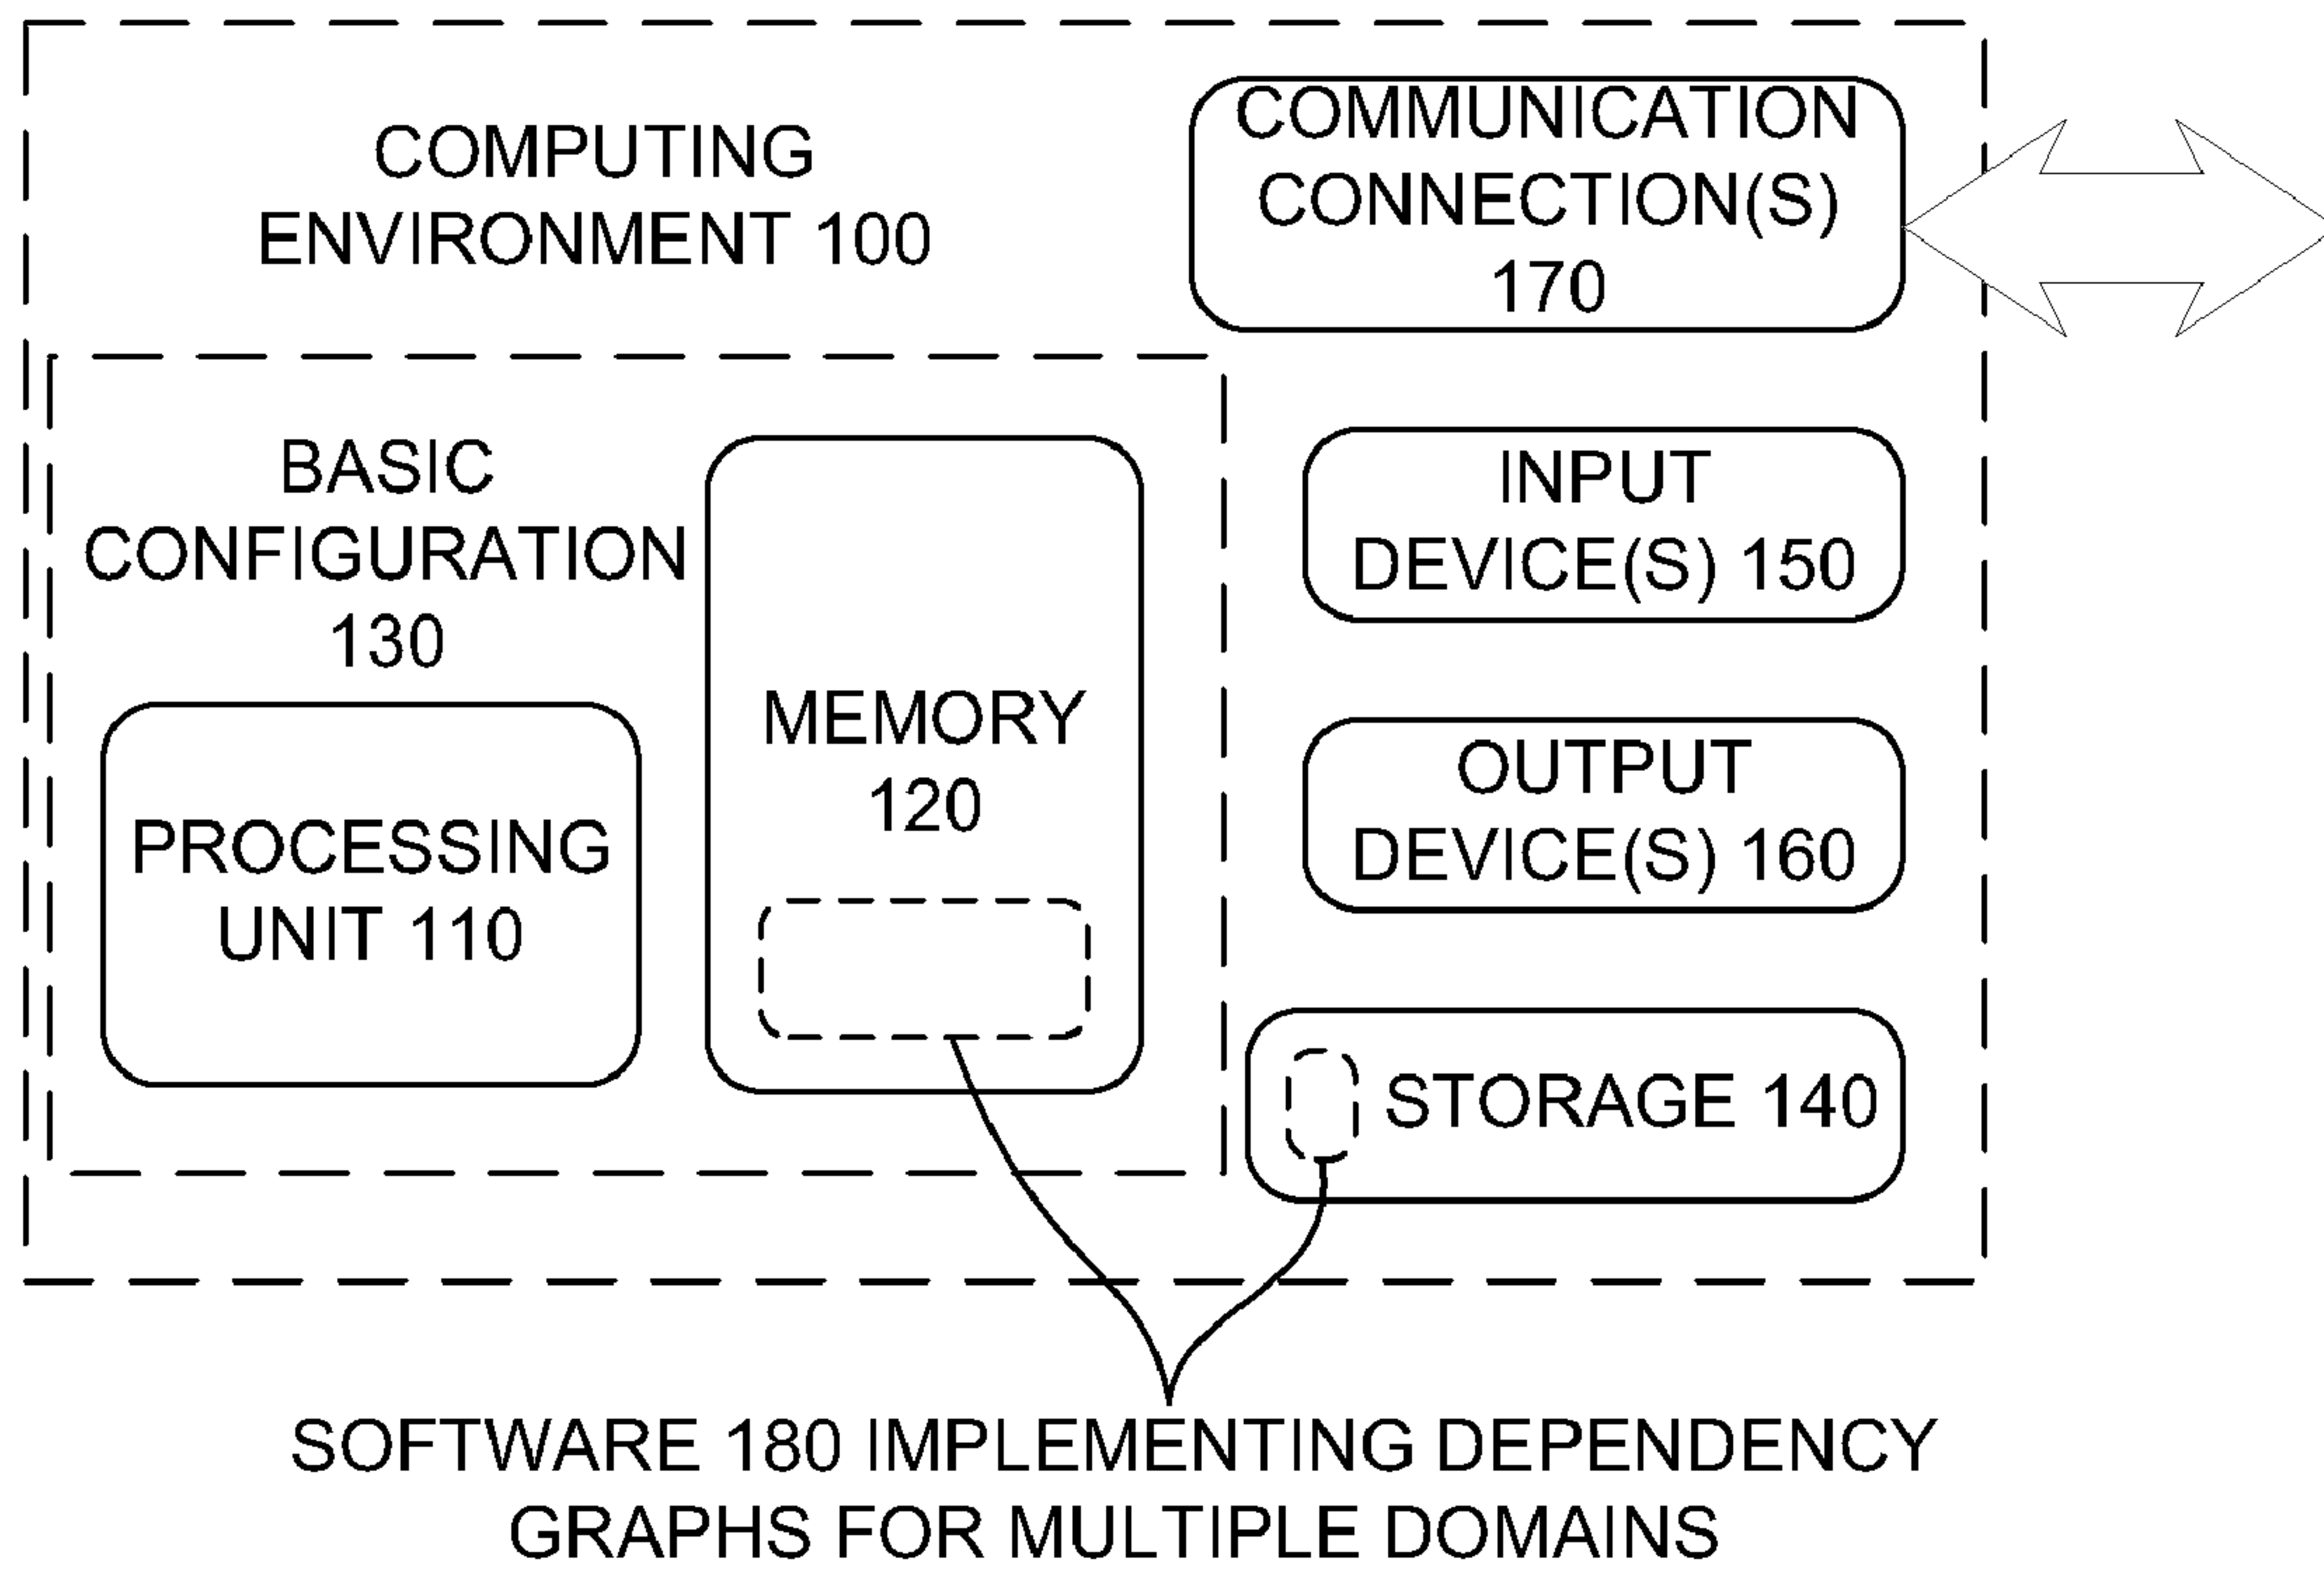 COMPUTING
ENVIRONMENT 100
COMMUNICATION
CONNECTION(S)
170
BASIC
CONFIGURATION
130
PROCESSING
UNIT 110
MEMORY
120
INPUT
DEVICE(S) 150
OUTPUT
DEVICE(S) 160
STORAGE 140
SOFTWARE 180 IMPLEMENTING DEPENDENCY
GRAPHS FOR MULTIPLE DOMAINS